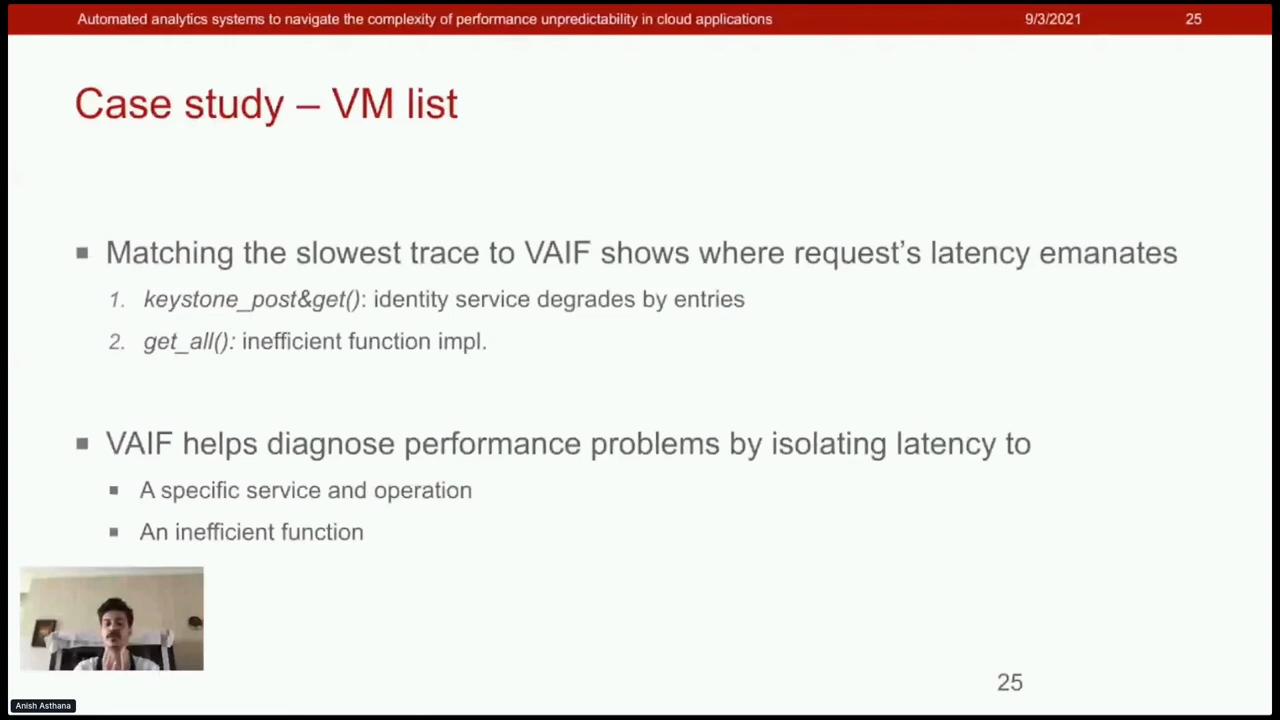 Automated analytics systems to navigate the complexity of performance unpredictability in cloud applications 9/3/2021 25
Case study – VM list
▪ Matching the slowest trace to VAIF shows where request’s latency emanates
1. keystone_post&get(): identity service degrades by entries
2. get_all(): inefficient function impl.
▪ VAIF helps diagnose performance problems by isolating latency to
▪ A specific service and operation
▪ An inefficient function
25
Anish Asthana